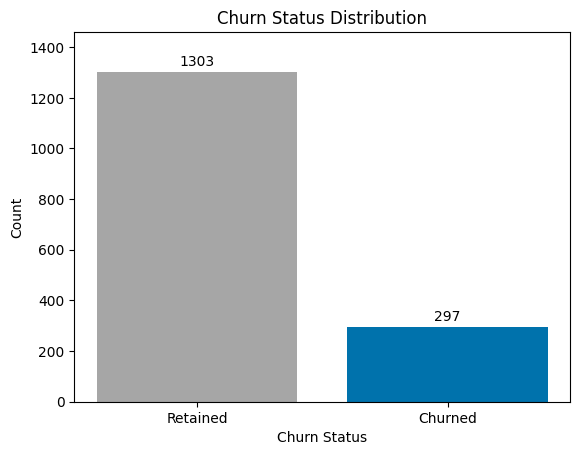 Churn Status Distribution
1400
1200
1000
800
600
400
200
0
Count
1303
297
Retained
Churned
Churn Status